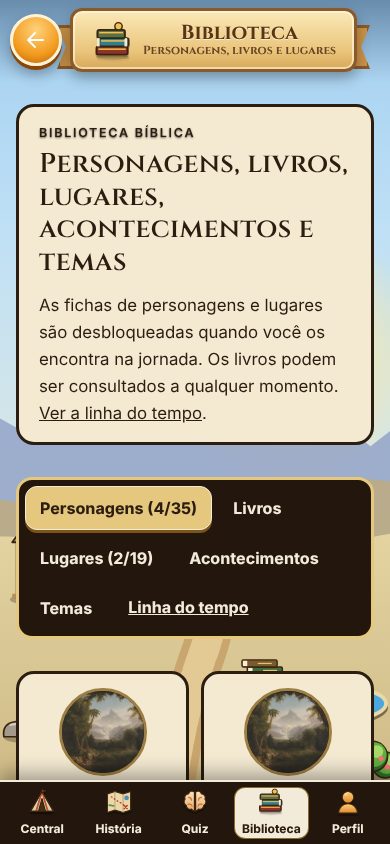 Biblioteca
Personagens, livros e lugares
BIBLIOTECA BÍBLICA
Personagens, livros,
lugares,
acontecimentos e
temas
As fichas de personagens e lugares
são desbloqueadas quando você os
encontra na jornada. Os livros podem
ser consultados a qualquer momento.
Ver a linha do tempo.
Personagens (4/35) Livros
Lugares (2/19) Acontecimentos
Temas Linha do tempo
Central História Quiz Biblioteca Perfil